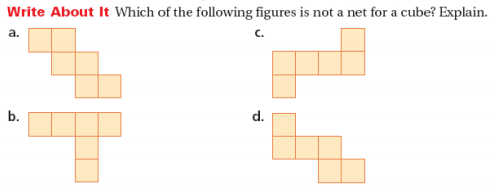 Write About It Which of the following figures is not a net for a cube? Explain.
a.
c.
b.
d.